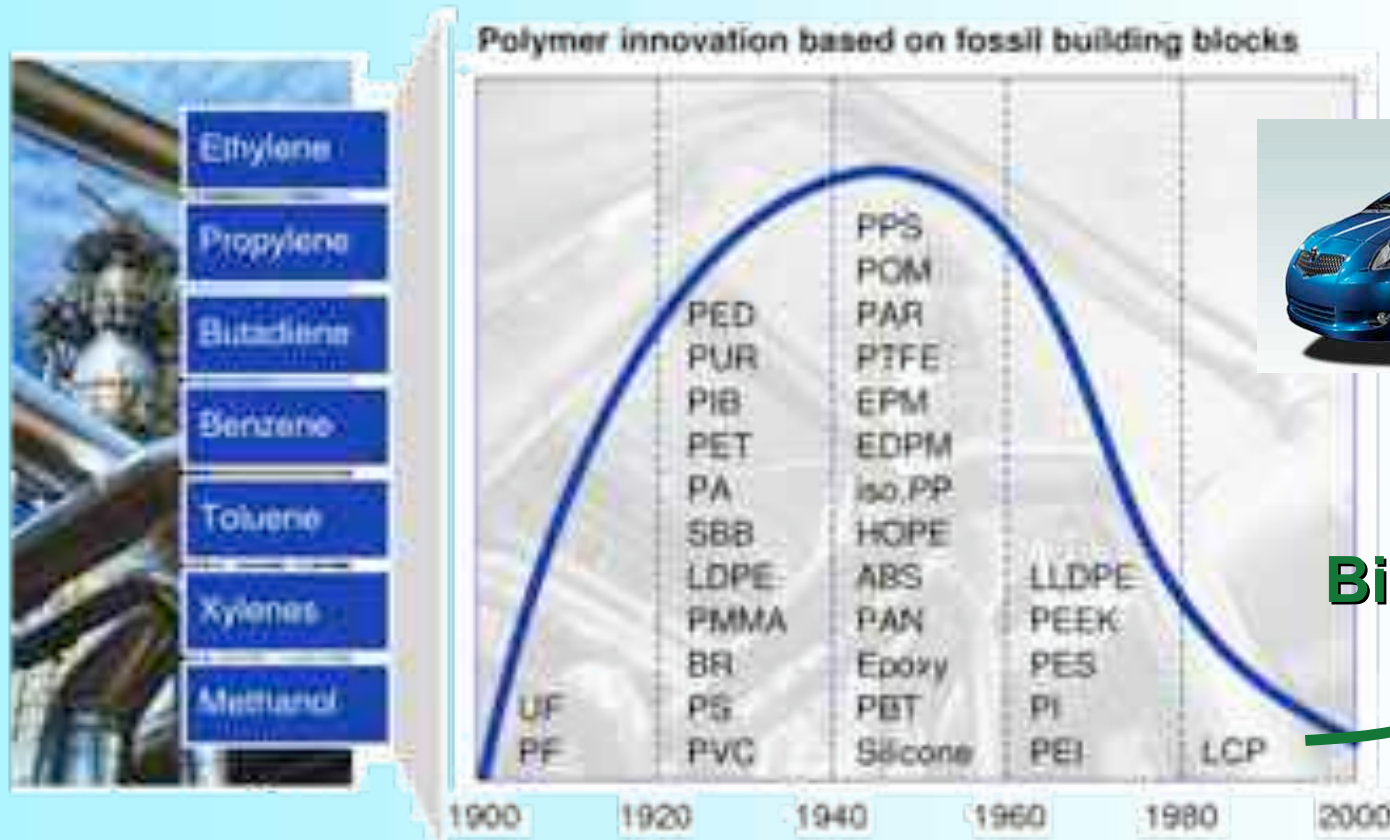 Polymer innovation based on fossil building blocks
Ethylene
Propylene
Butadiene
Benzene
Toluene
Xylenes
Methanol
UF
PF
PED
PUR
PIB
PET
PA
SBB
LDPE
PMMA
BR
PS
PVC
PPS
POM
PAR
PTFE
EPM
EDPM
iso.PP
HOPE
ABS
PAN
Epoxy
PBT
Silicone
LLDPE
PEEK
PES
PI
PEI
LCP
Bi
1900 1920 1940 1960 1980 2000